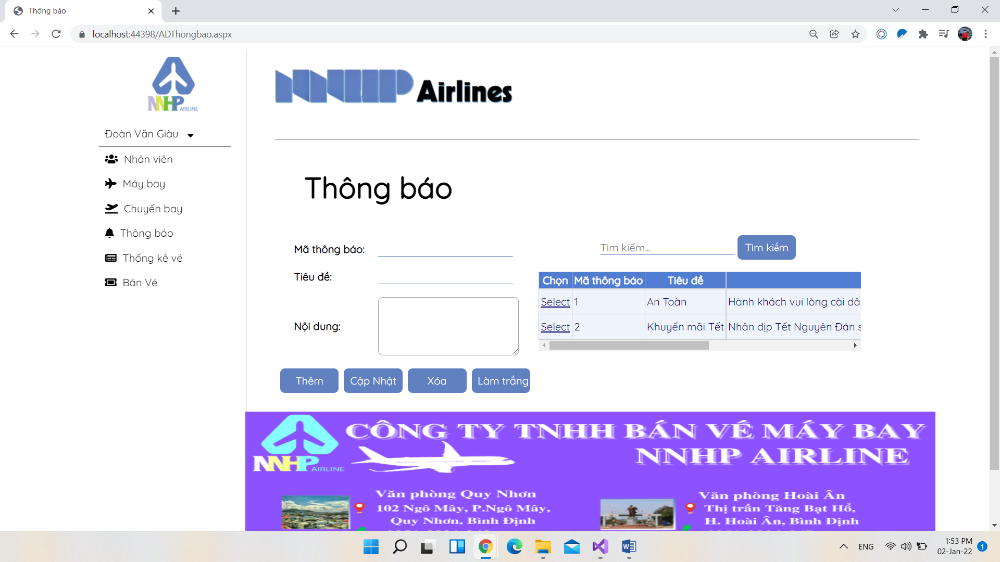 Thông báo
localhost:44398/ADThongbao.aspx
NNHP AIRLINE
NNHP Airlines
Đoàn Văn Giàu
Nhân viên
Máy bay
Chuyến bay
Thông báo
Thống kê vé
Bán Vé
Thông báo
Mã thông báo:
Tiêu đề:
Nội dung:
Thêm Cập Nhật Xóa Làm trắng
Tìm kiếm... Tìm kiếm
Chọn Mã thông báo Tiêu đề
Select 1 An Toàn Hành khách vui lòng cài dâ
Select 2 Khuyến mãi Tết Nhân dịp Tết Nguyên Đán s
NNHP AIRLINE
CÔNG TY TNHH BÁN VÉ MÁY BAY
NNHP AIRLINE
Văn phòng Quy Nhơn
102 Ngô Mây, P.Ngô Mây,
Quy Nhơn, Bình Định
Văn phòng Hoài Ân
Thị trấn Tăng Bạt Hổ,
H. Hoài Ân, Bình Định
ENG
1:53 PM
02-Jan-22
1